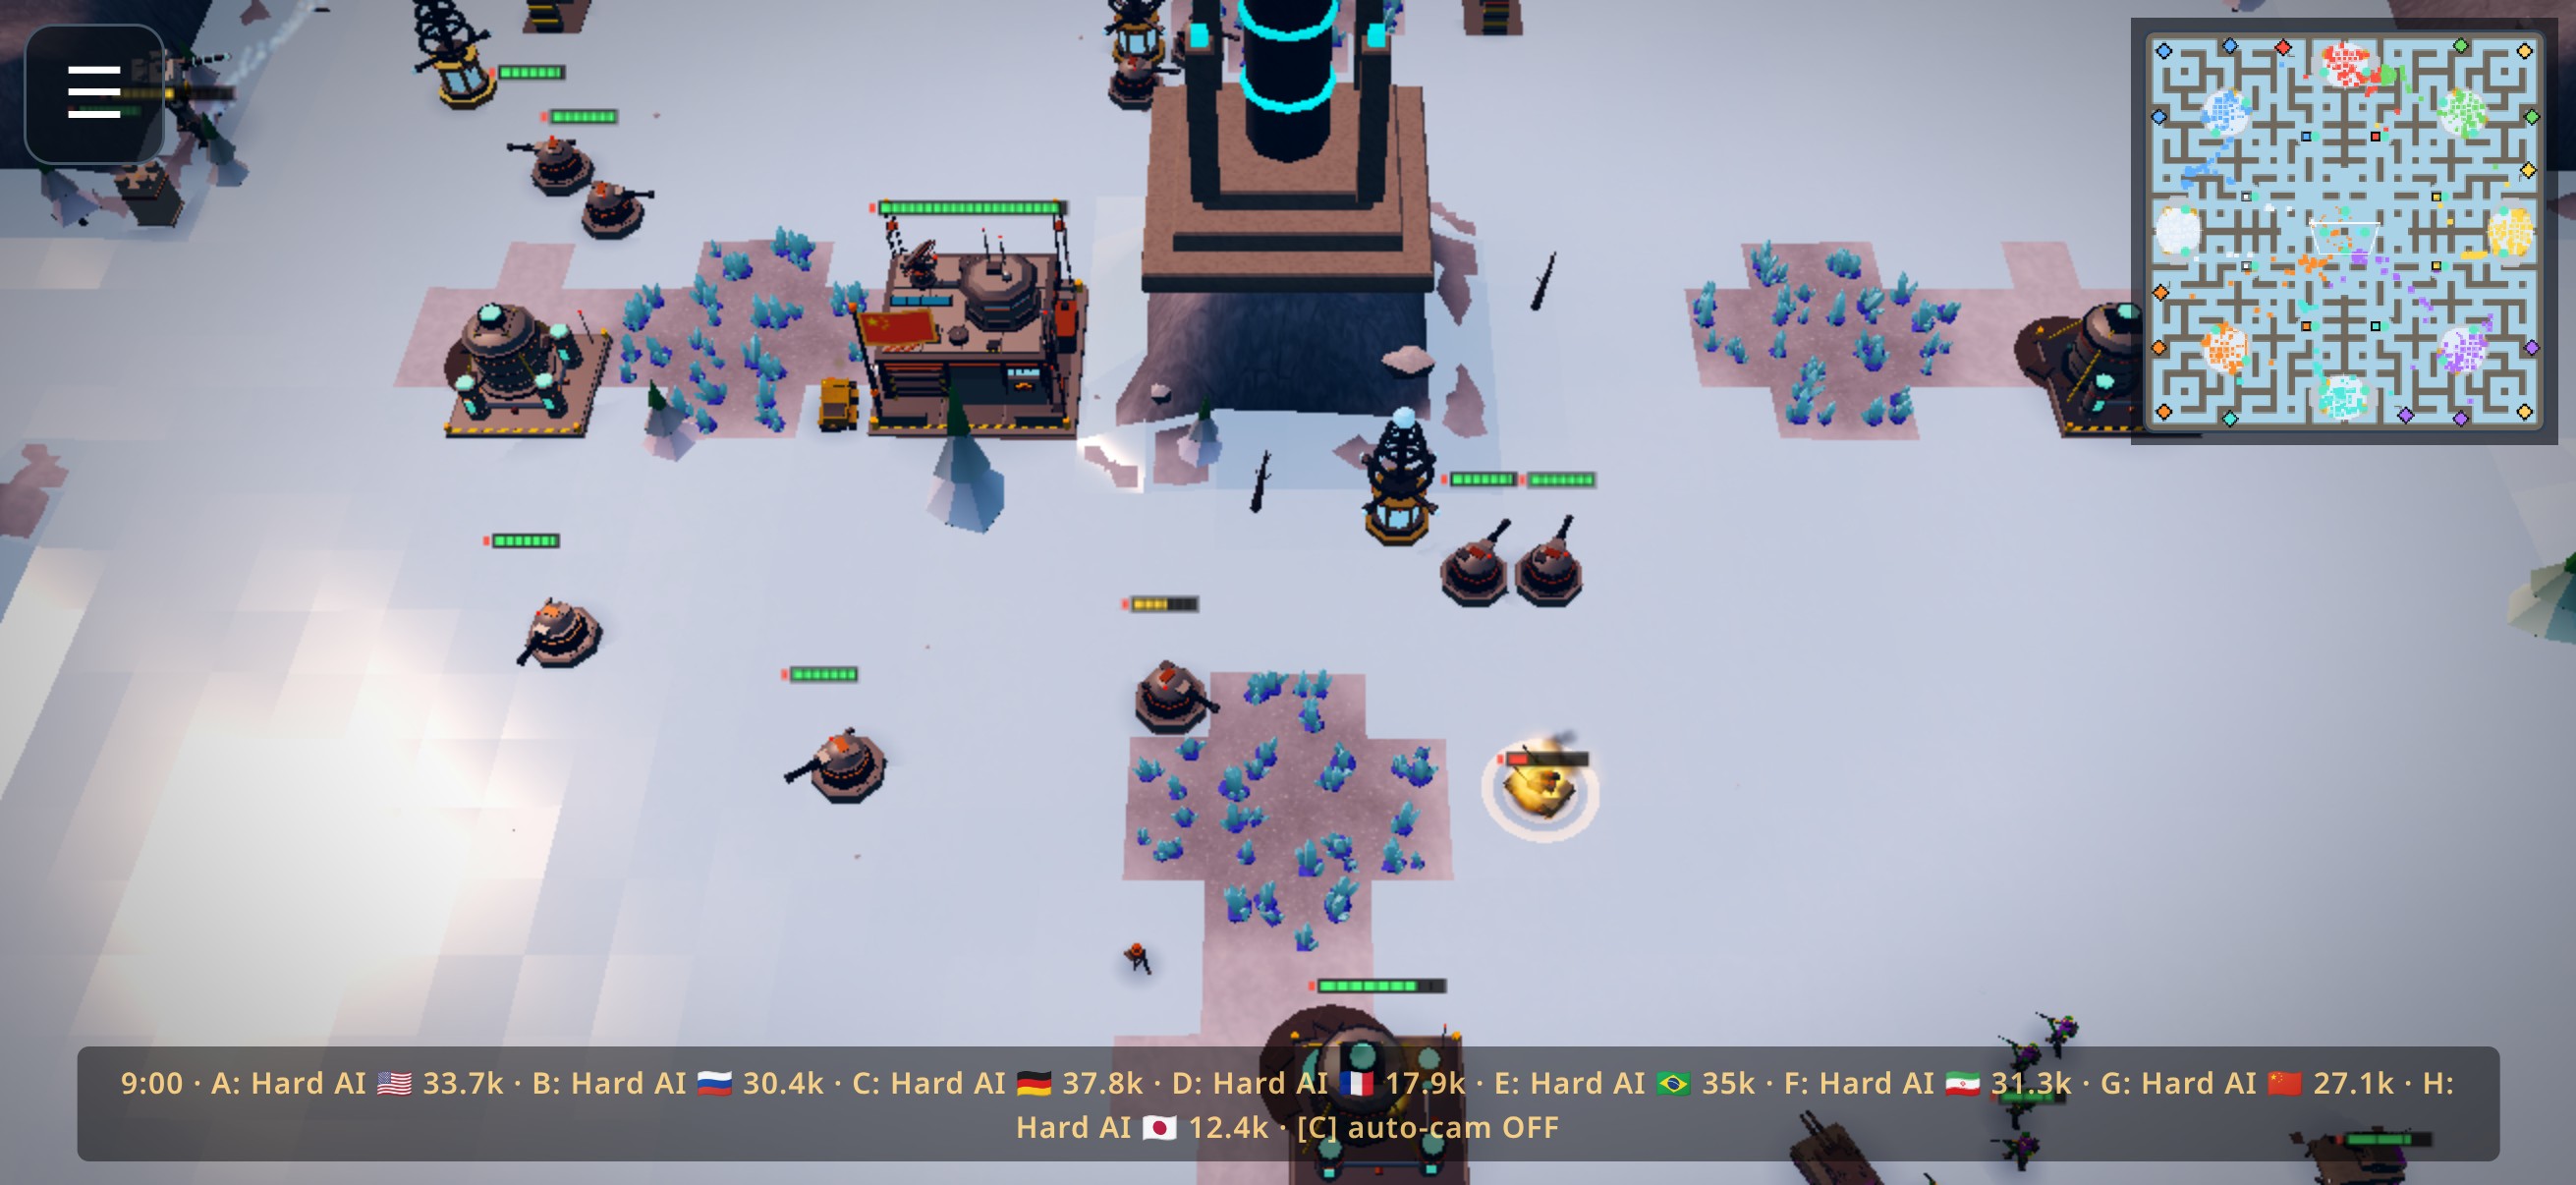 9:00 · A: Hard AI 🇺🇸 33.7k · B: Hard AI 🇷🇺 30.4k · C: Hard AI 🇩🇪 37.8k · D: Hard AI 🇫🇷 17.9k · E: Hard AI 🇧🇷 35k · F: Hard AI 🇮🇷 31.3k · G: Hard AI 🇨🇳 27.1k · H:
Hard AI 🇯🇵 12.4k · [C] auto-cam OFF